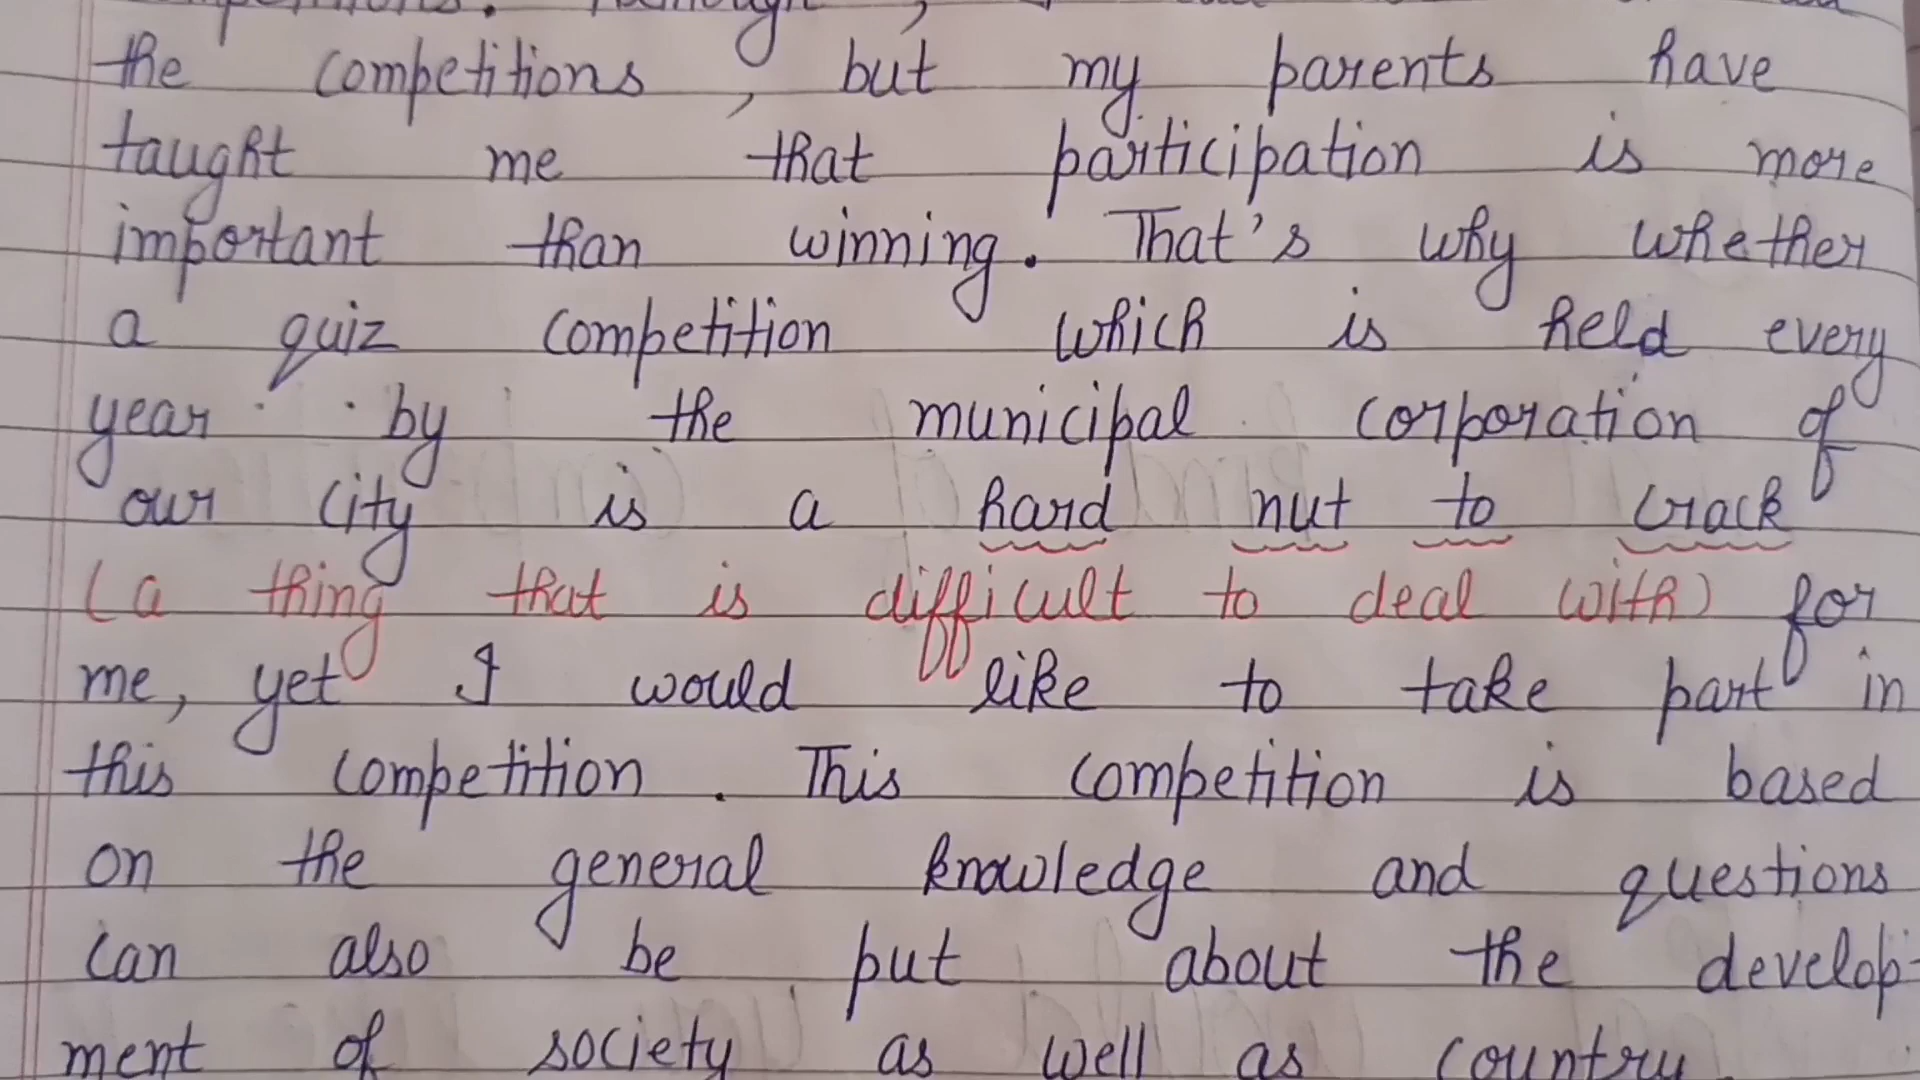 the competitions, but my parents have
taught me that participation is more
important than winning. That's why whether
a quiz competition which is held every
year by the municipal corporation of
our city is a hard nut to crack
(a thing that is difficult to deal with) for
me, yet I would like to take part in
this competition. This competition is based
on the general knowledge and questions
can also be put about the develop-
ment of society as well as country.